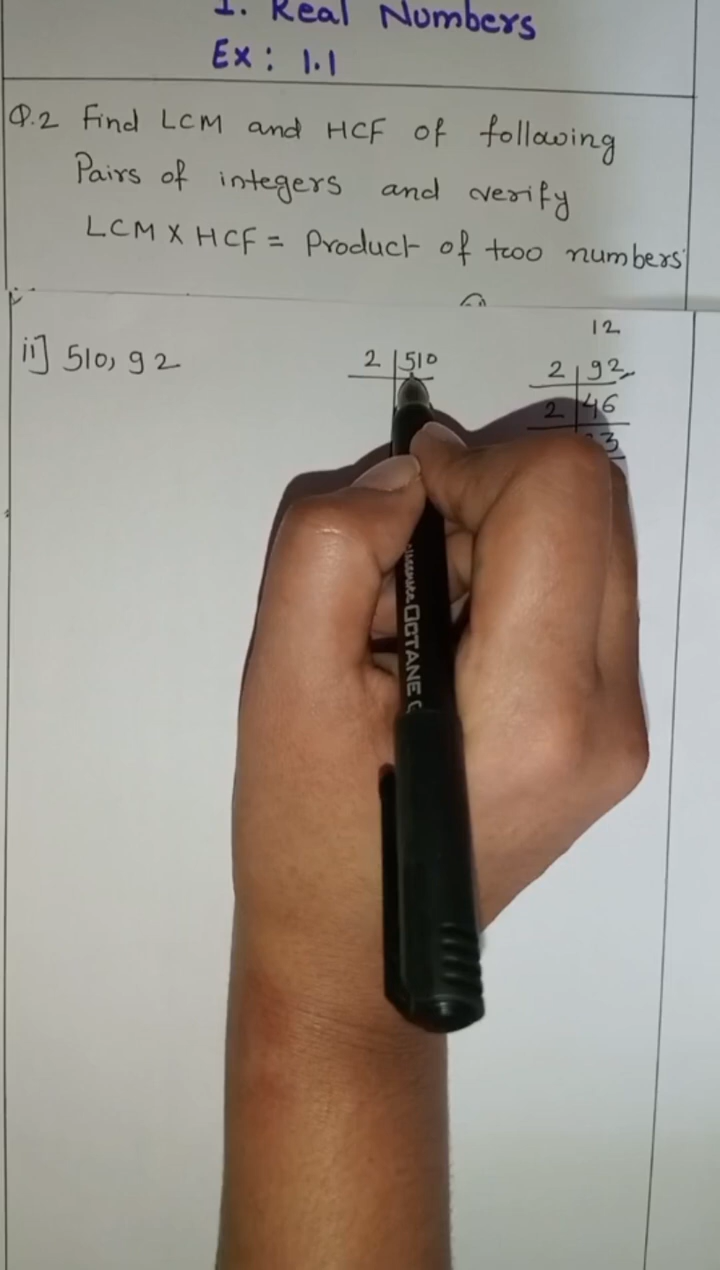 1. Real Numbers
Ex: 1.1
Q.2 Find LCM and HCF of following
Pairs of integers and verify
LCM X HCF = Product of two numbers
ii] 510, 92
2 510
12
2 92
2 46
23
OCTANE